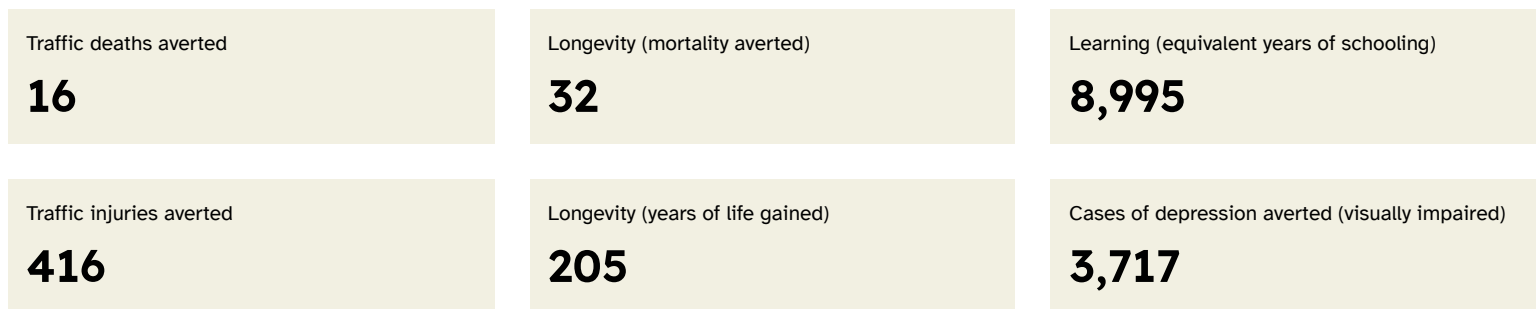 Traffic deaths averted
16
Longevity (mortality averted)
32
Learning (equivalent years of schooling)
8,995
Traffic injuries averted
416
Longevity (years of life gained)
205
Cases of depression averted (visually impaired)
3,717